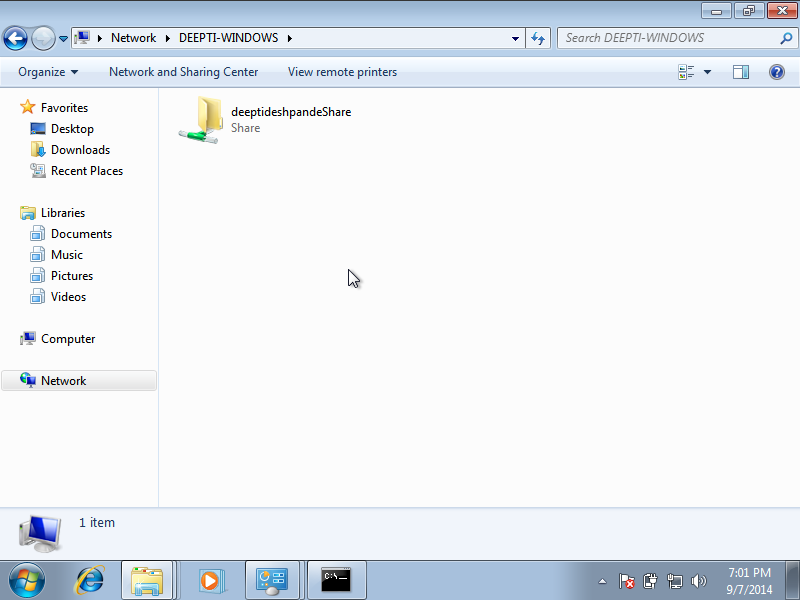 Network DEEPTI-WINDOWS Search DEEPTI-WINDOWS
Organize Network and Sharing Center View remote printers
Favorites
Desktop
Downloads
Recent Places
Libraries
Documents
Music
Pictures
Videos
Computer
Network
deeptideshpandeShare
Share
1 item
C:\_
7:01 PM
9/7/2014